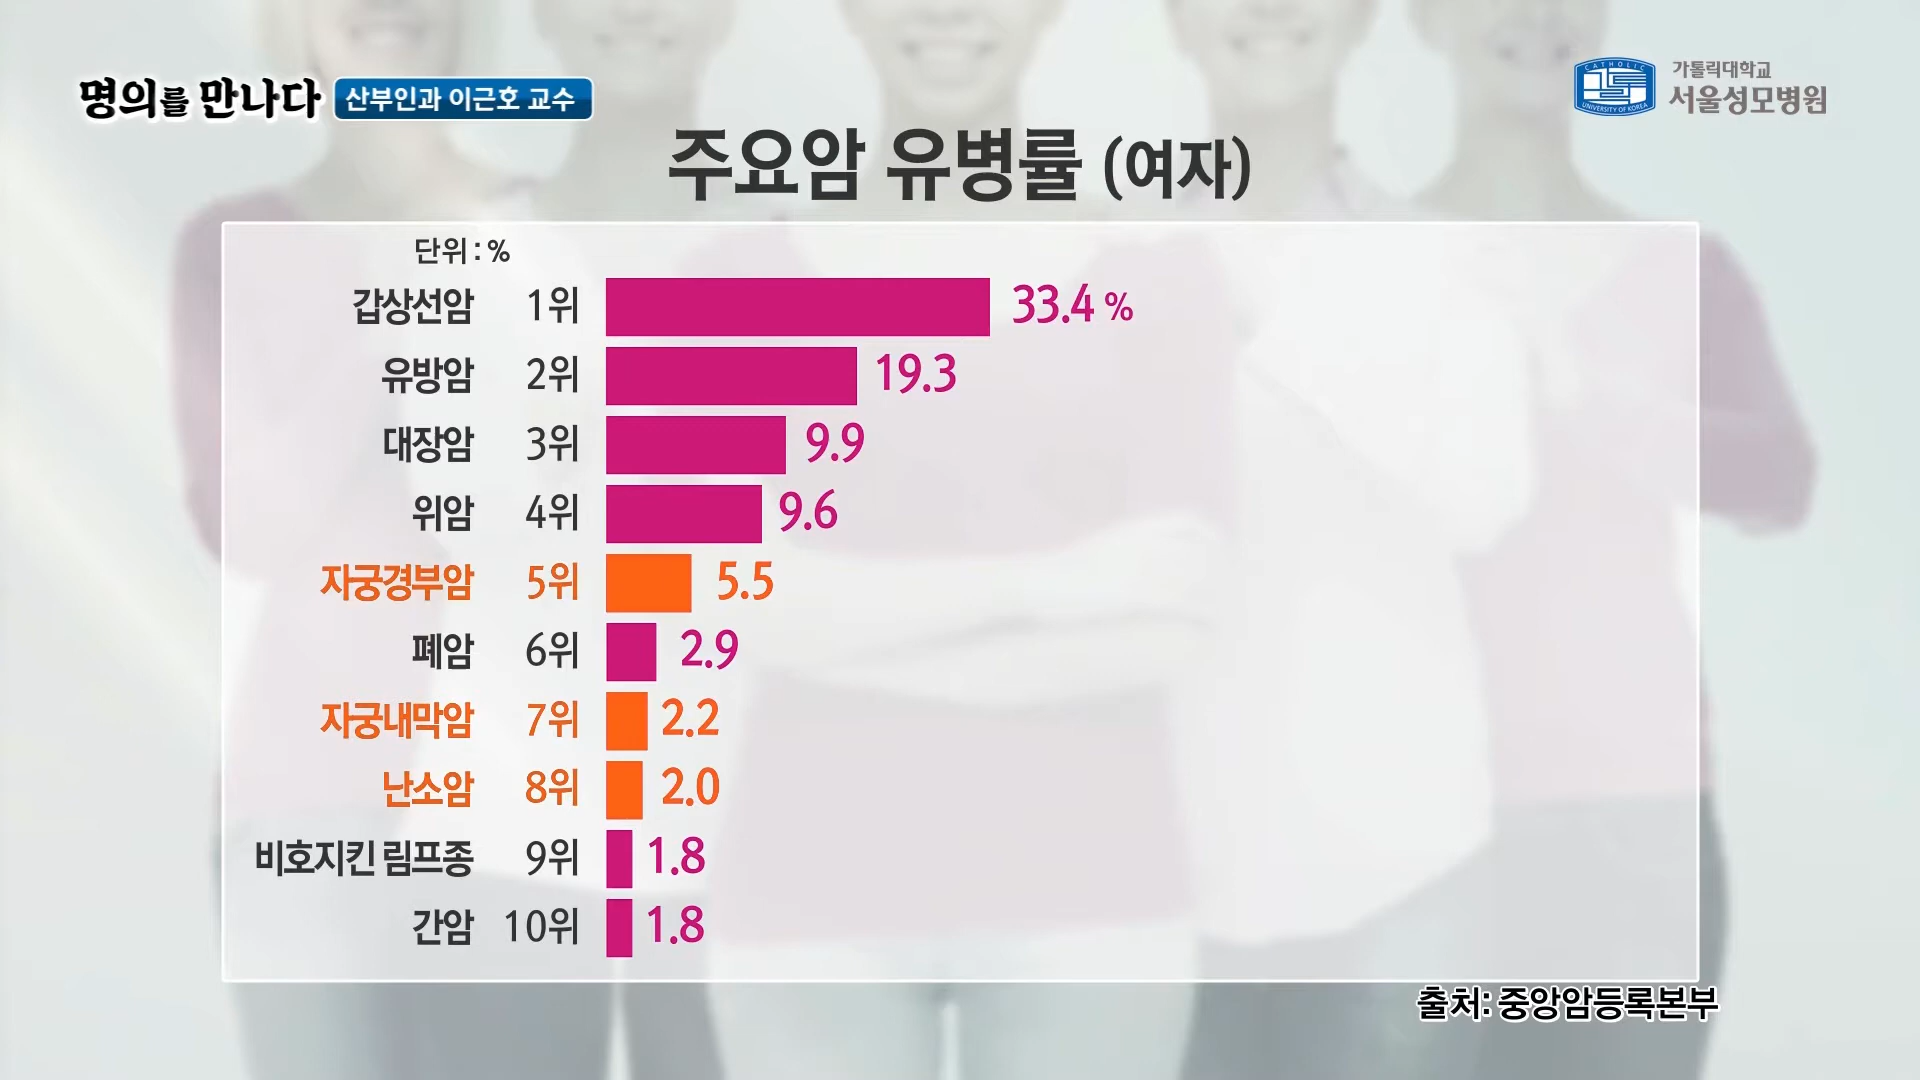 명의를 만나다 산부인과 이근호 교수
CATHOLIC
UNIVERSITY OF KOREA
가톨릭대학교
서울성모병원
주요암 유병률 (여자)
단위 : %
갑상선암 1위 33.4 %
유방암 2위 19.3
대장암 3위 9.9
위암 4위 9.6
자궁경부암 5위 5.5
폐암 6위 2.9
자궁내막암 7위 2.2
난소암 8위 2.0
비호지킨 림프종 9위 1.8
간암 10위 1.8
출처: 중앙암등록본부